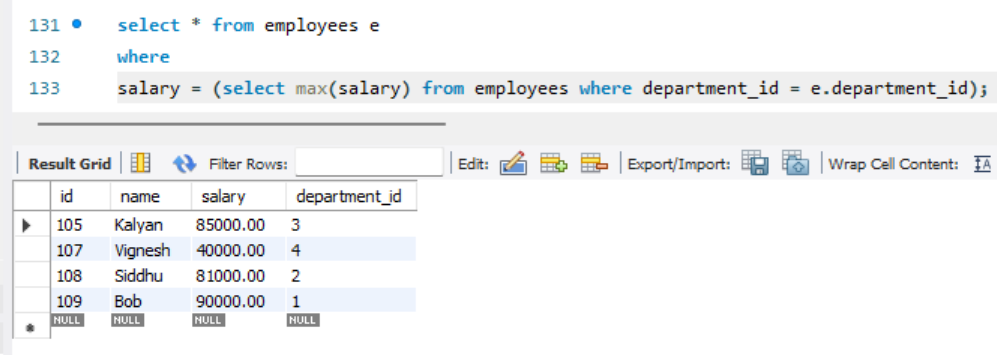 131 select * from employees e
132 where
133 salary = (select max(salary) from employees where department_id = e.department_id);
Result Grid Filter Rows: Edit: Export/Import: Wrap Cell Content: IA
id name salary department_id
105 Kalyan 85000.00 3
107 Vignesh 40000.00 4
108 Siddhu 81000.00 2
109 Bob 90000.00 1
NULL NULL NULL NULL